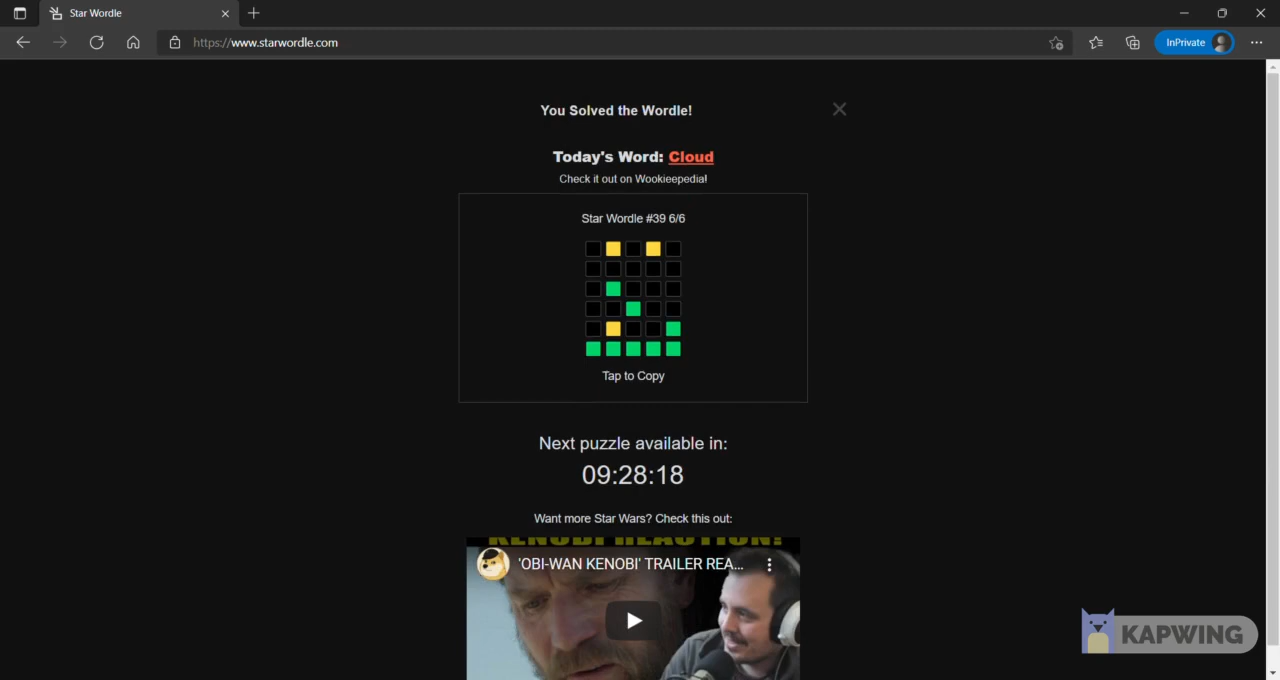 Star Wordle
https://www.starwordle.com
InPrivate
You Solved the Wordle!
Today's Word: Cloud
Check it out on Wookieepedia!
Star Wordle #39 6/6
Tap to Copy
Next puzzle available in:
09:28:18
Want more Star Wars? Check this out:
KENOBI REACTION!
'OBI-WAN KENOBI' TRAILER REA...
KAPWING